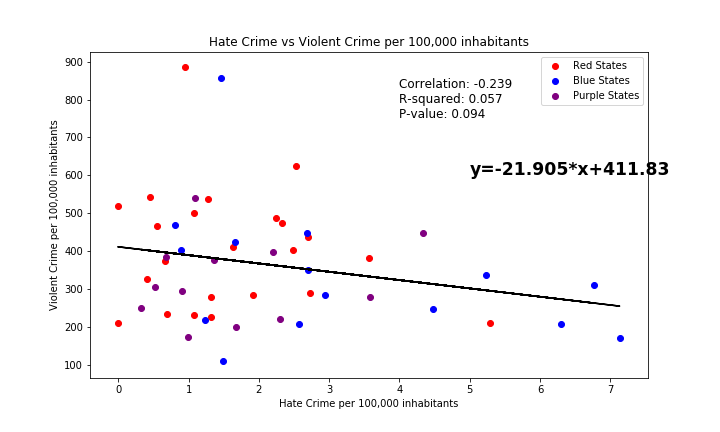 Hate Crime vs Violent Crime per 100,000 inhabitants
Red States
Blue States
Purple States
Correlation: -0.239
R-squared: 0.057
P-value: 0.094
y=-21.905*x+411.83
Violent Crime per 100,000 inhabitants
900
800
700
600
500
400
300
200
100
0 1 2 3 4 5 6 7
Hate Crime per 100,000 inhabitants